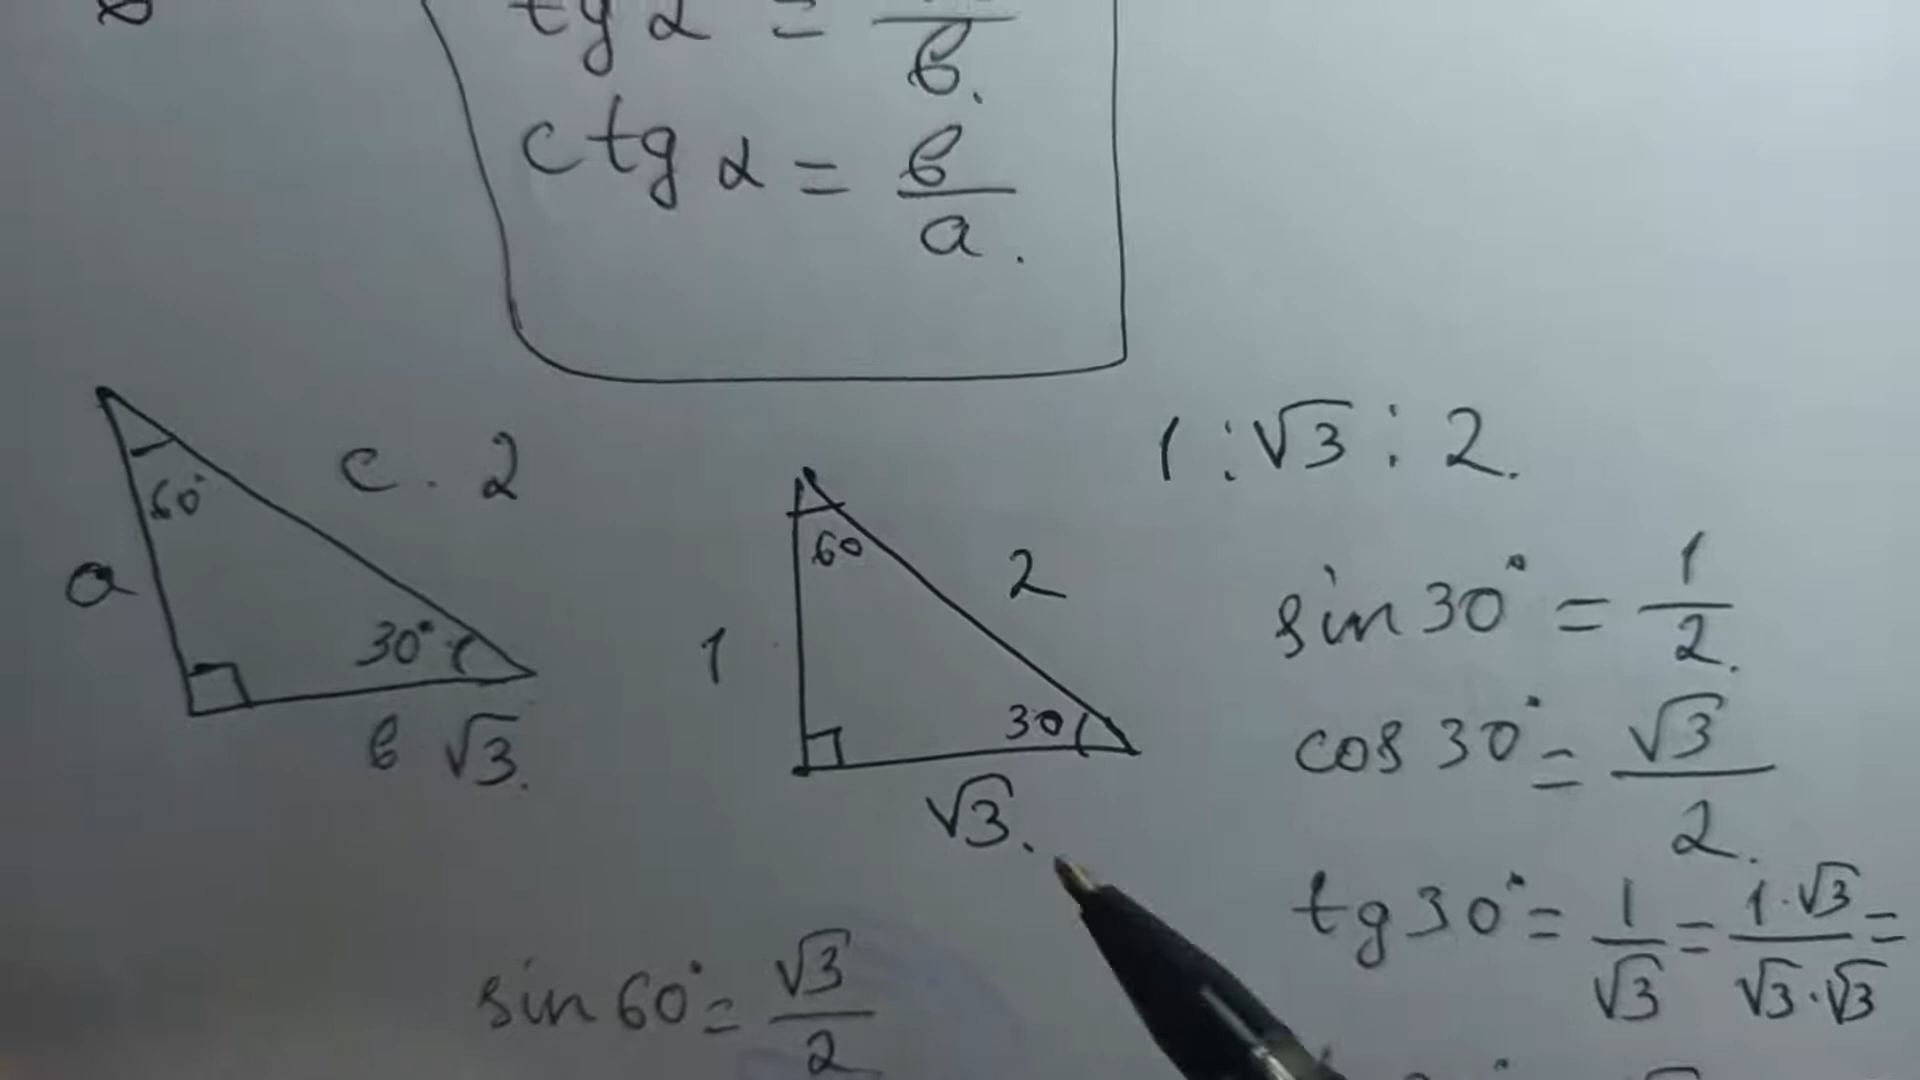 tg α = /в.
ctg α = в/a.
c. 2
60°
a
30°
в √3.
60
2
1
30
√3.
1 : √3 : 2.
sin 30° = 1/2.
cos 30° = √3/2.
tg 30° = 1/√3 = 1·√3/√3·√3 =
sin 60° = √3/2